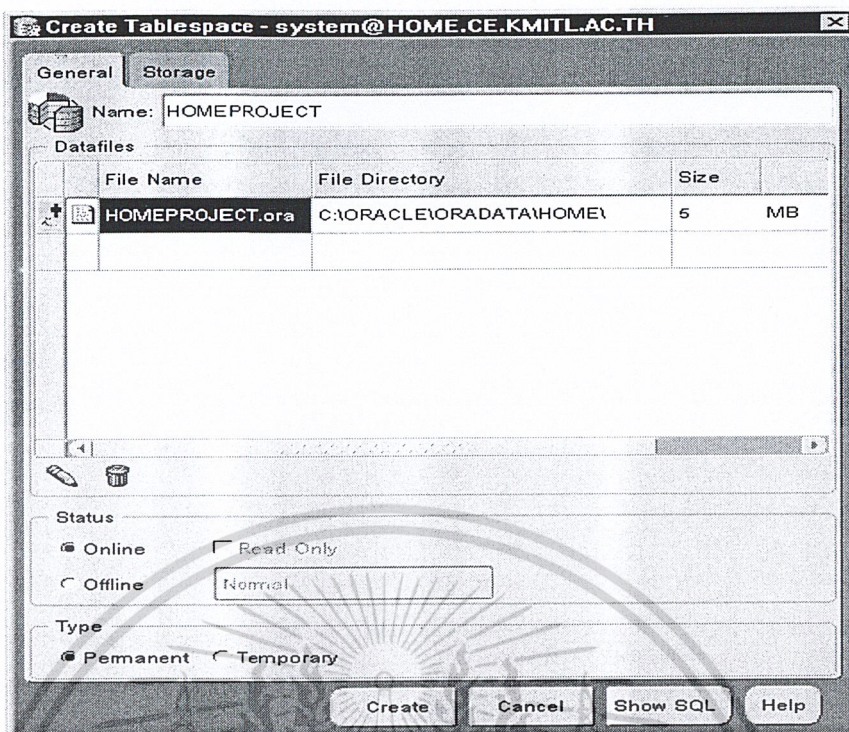 Create Tablespace - system@HOME.CE.KMITL.AC.TH
General Storage
Name: HOMEPROJECT
Datafiles
File Name File Directory Size
HOMEPROJECT.ora C:\ORACLE\ORADATA\HOME\ 5 MB
Status
Online Read Only
Offline Normal
Type
Permanent Temporary
Create Cancel Show SQL Help